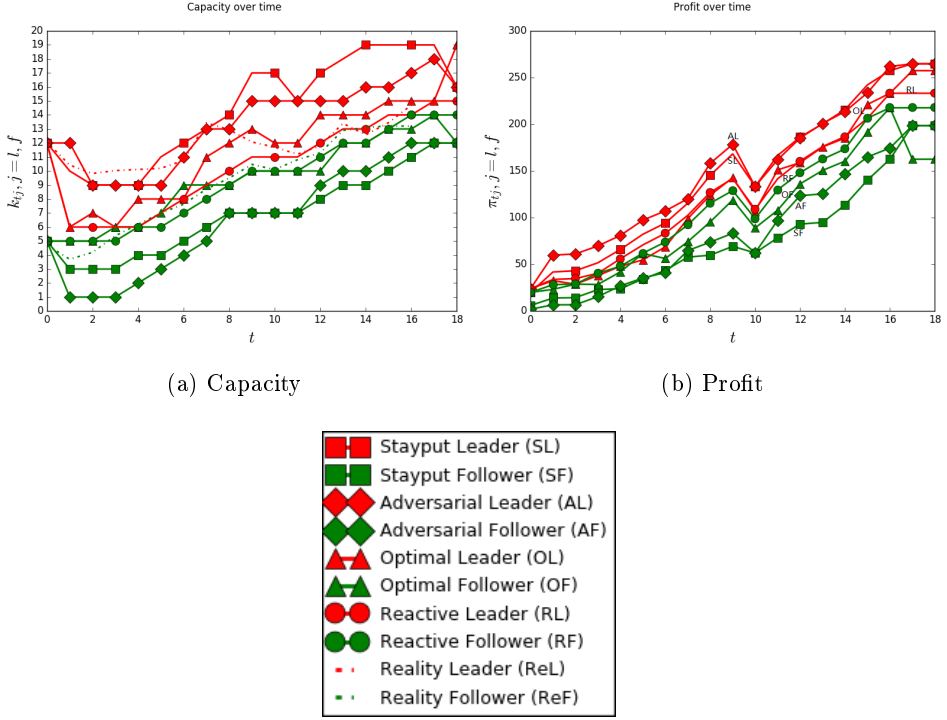 Capacity over time
20
19
18
17
16
15
14
13
12
11
10
9
8
7
6
5
4
3
2
1
0
k_{tj}, j = l, f
0 2 4 6 8 10 12 14 16 18
t
(a) Capacity
Profit over time
300
250
200
150
100
50
0
π_{tj}, j = l, f
AL
SL
OL
RL
RF
OF
AF
SF
0 2 4 6 8 10 12 14 16 18
t
(b) Profit
Stayput Leader (SL)
Stayput Follower (SF)
Adversarial Leader (AL)
Adversarial Follower (AF)
Optimal Leader (OL)
Optimal Follower (OF)
Reactive Leader (RL)
Reactive Follower (RF)
Reality Leader (ReL)
Reality Follower (ReF)